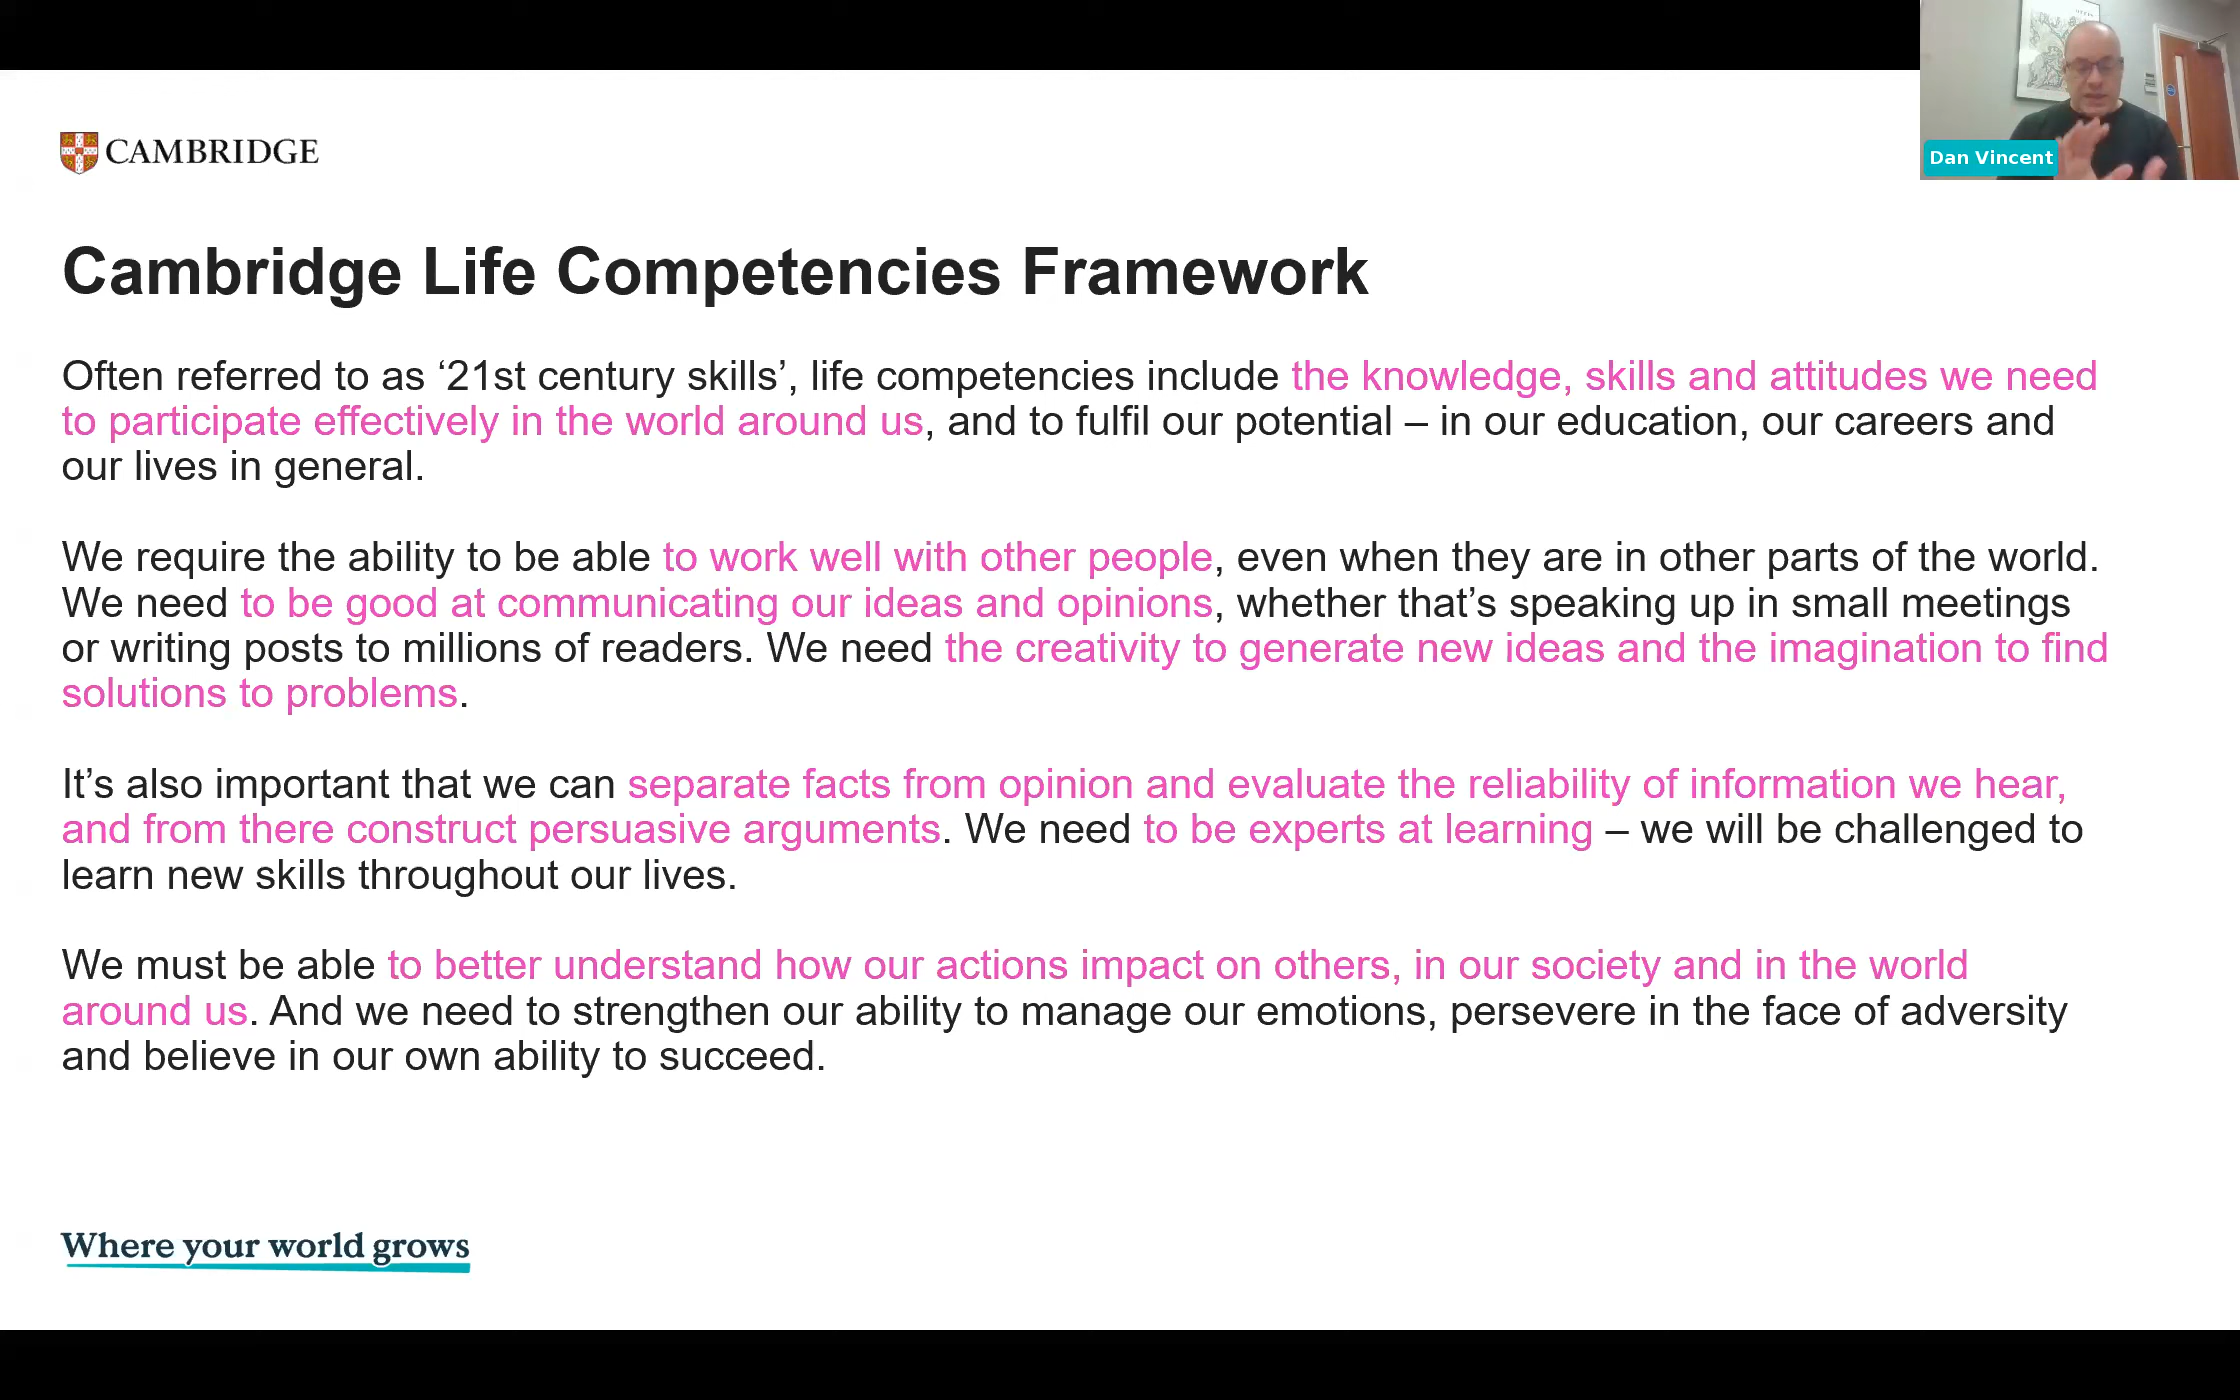 CAMBRIDGE
Dan Vincent
Cambridge Life Competencies Framework
Often referred to as ‘21st century skills’, life competencies include the knowledge, skills and attitudes we need
to participate effectively in the world around us, and to fulfil our potential – in our education, our careers and
our lives in general.
We require the ability to be able to work well with other people, even when they are in other parts of the world.
We need to be good at communicating our ideas and opinions, whether that’s speaking up in small meetings
or writing posts to millions of readers. We need the creativity to generate new ideas and the imagination to find
solutions to problems.
It’s also important that we can separate facts from opinion and evaluate the reliability of information we hear,
and from there construct persuasive arguments. We need to be experts at learning – we will be challenged to
learn new skills throughout our lives.
We must be able to better understand how our actions impact on others, in our society and in the world
around us. And we need to strengthen our ability to manage our emotions, persevere in the face of adversity
and believe in our own ability to succeed.
Where your world grows